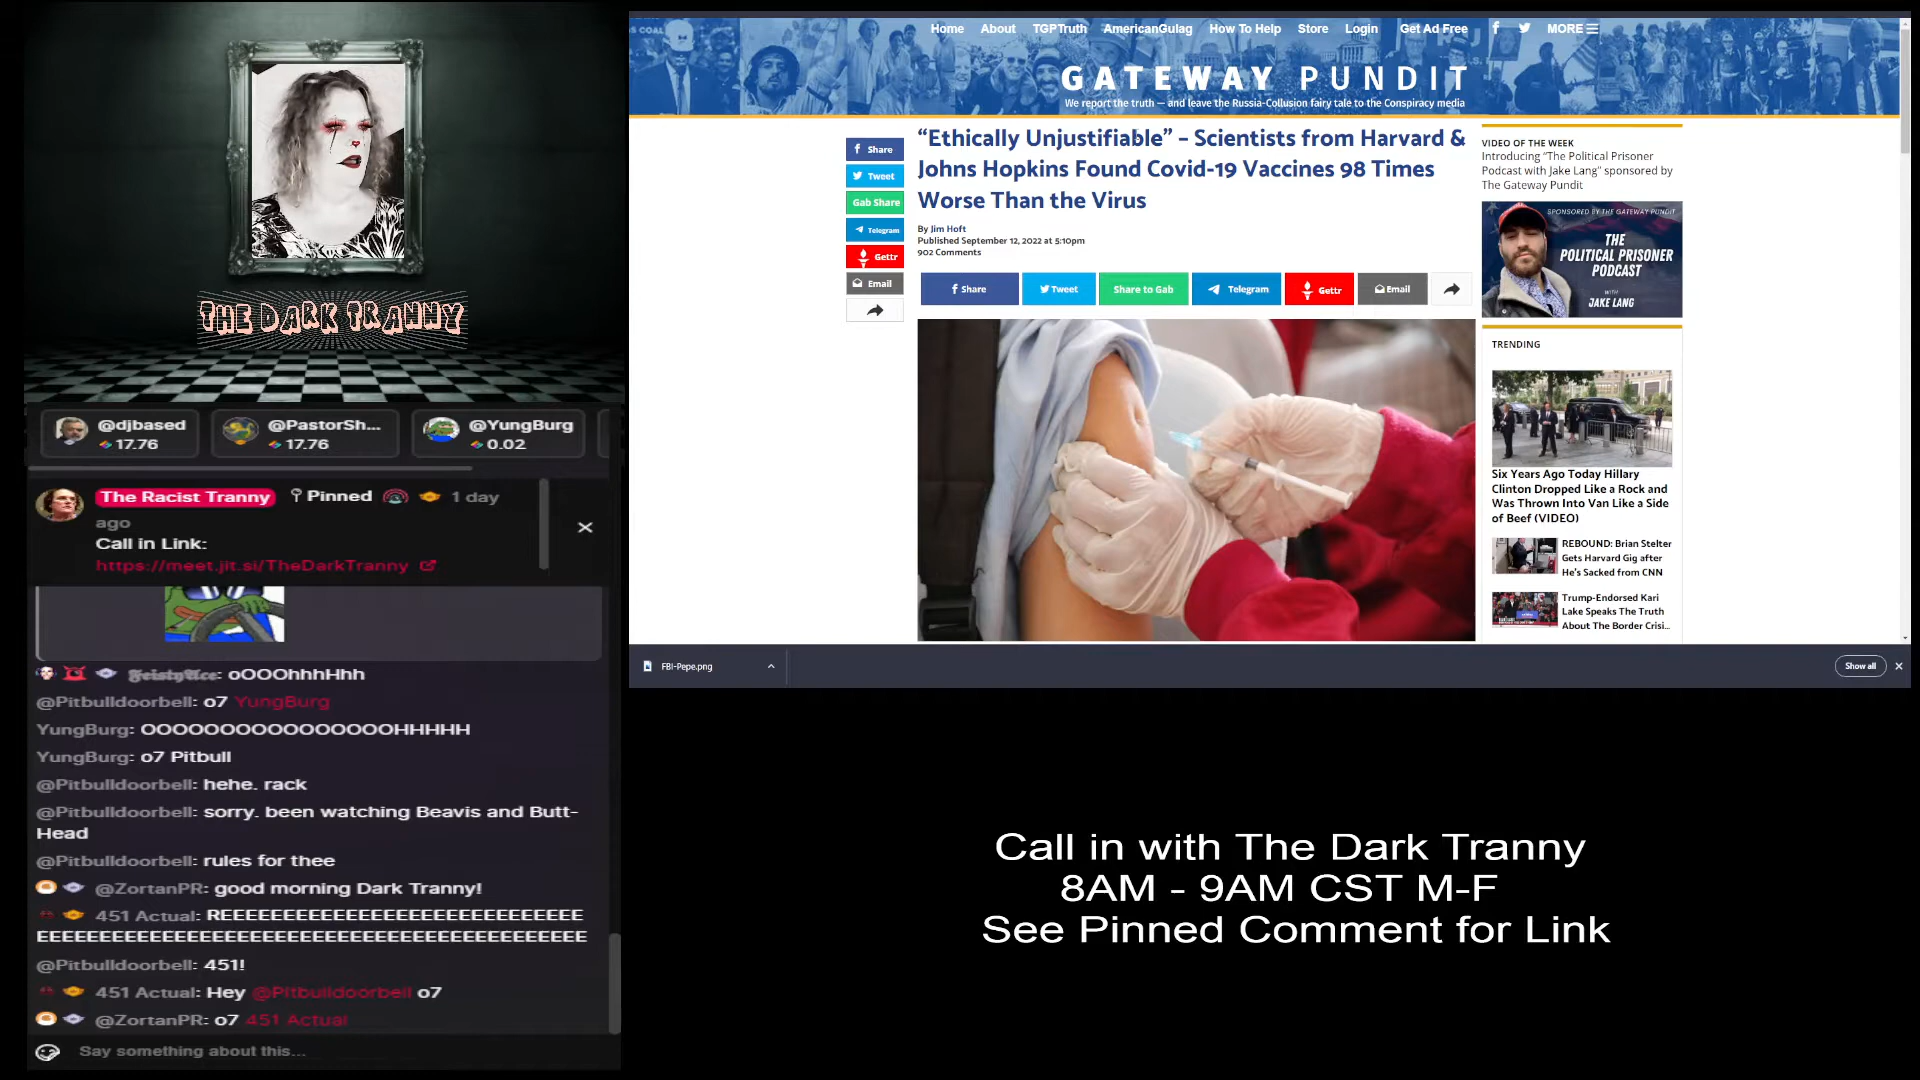 THE DARK TRANNY
@djbased
17.76
@PastorSh...
17.76
@YungBurg
0.02
The Racist Tranny Pinned 1 day
ago
Call in Link:
https://meet.jit.si/TheDarkTranny
FeistyAce: oOOOhhhHhh
@Pitbulldoorbell: o7 YungBurg
YungBurg: OOOOOOOOOOOOOOOOHHHHH
YungBurg: o7 Pitbull
@Pitbulldoorbell: hehe. rack
@Pitbulldoorbell: sorry. been watching Beavis and Butt-
Head
@Pitbulldoorbell: rules for thee
@ZortanPR: good morning Dark Tranny!
451 Actual: REEEEEEEEEEEEEEEEEEEEEEEEEEEE
EEEEEEEEEEEEEEEEEEEEEEEEEEEEEEEEEEEEEEEEEEEE
@Pitbulldoorbell: 451!
451 Actual: Hey @Pitbulldoorbell o7
@ZortanPR: o7 451 Actual
Say something about this...
Home About TGPTruth AmericanGulag How To Help Store Login Get Ad Free MORE
GATEWAY PUNDIT
We report the truth — and leave the Russia-Collusion fairy tale to the Conspiracy media
Share
Tweet
Gab Share
Telegram
Gettr
Email
“Ethically Unjustifiable” – Scientists from Harvard &
Johns Hopkins Found Covid-19 Vaccines 98 Times
Worse Than the Virus
By Jim Hoft
Published September 12, 2022 at 5:10pm
902 Comments
Share Tweet Share to Gab Telegram Gettr Email
VIDEO OF THE WEEK
Introducing “The Political Prisoner
Podcast with Jake Lang” sponsored by
The Gateway Pundit
SPONSORED BY THE GATEWAY PUNDIT
THE
POLITICAL PRISONER
PODCAST
WITH
JAKE LANG
TRENDING
Six Years Ago Today Hillary
Clinton Dropped Like a Rock and
Was Thrown Into Van Like a Side
of Beef (VIDEO)
REBOUND: Brian Stelter
Gets Harvard Gig after
He’s Sacked from CNN
Trump-Endorsed Kari
Lake Speaks The Truth
About The Border Crisi...
FBI-Pepe.png
Show all
Call in with The Dark Tranny
8AM - 9AM CST M-F
See Pinned Comment for Link